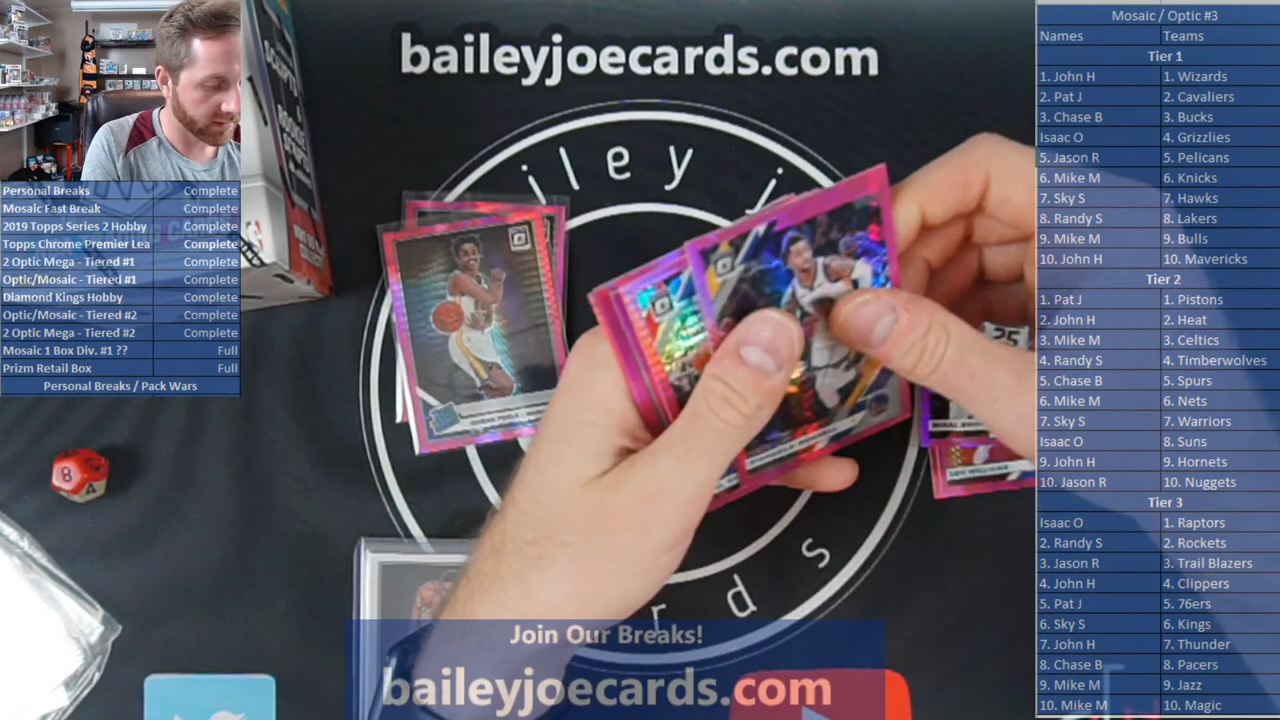 baileyjoecards.com
Mosaic / Optic #3
Names Teams
Tier 1
1. John H 1. Wizards
2. Pat J 2. Cavaliers
3. Chase B 3. Bucks
Isaac O 4. Grizzlies
5. Jason R 5. Pelicans
6. Mike M 6. Knicks
7. Sky S 7. Hawks
8. Randy S 8. Lakers
9. Mike M 9. Bulls
10. John H 10. Mavericks
Tier 2
1. Pat J 1. Pistons
2. John H 2. Heat
3. Mike M 3. Celtics
4. Randy S 4. Timberwolves
5. Chase B 5. Spurs
6. Mike M 6. Nets
7. Sky S 7. Warriors
Isaac O 8. Suns
9. John H 9. Hornets
10. Jason R 10. Nuggets
Tier 3
Isaac O 1. Raptors
2. Randy S 2. Rockets
3. Jason R 3. Trail Blazers
4. John H 4. Clippers
5. Pat J 5. 76ers
6. Sky S 6. Kings
7. John H 7. Thunder
8. Chase B 8. Pacers
9. Mike M 9. Jazz
10. Mike M 10. Magic
Personal Breaks Complete
Mosaic Fast Break Complete
2019 Topps Series 2 Hobby Complete
Topps Chrome Premier Lea Complete
2 Optic Mega - Tiered #1 Complete
Optic/Mosaic - Tiered #1 Complete
Diamond Kings Hobby Complete
Optic/Mosaic - Tiered #2 Complete
2 Optic Mega - Tiered #2 Complete
Mosaic 1 Box Div. #1 ?? Full
Prizm Retail Box Full
Personal Breaks / Pack Wars
iley j
rds
25
8
4
Join Our Breaks!
baileyjoecards.com